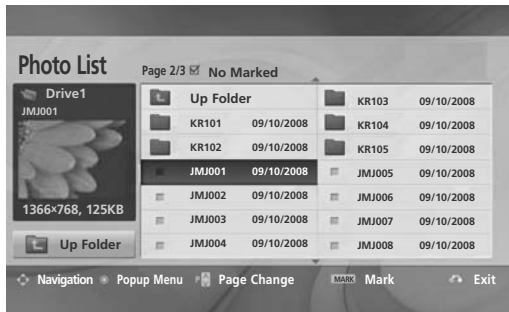 Photo List
Page 2/3 No Marked
Drive1
JMJ001
1366×768, 125KB
Up Folder
Up Folder
KR101 09/10/2008
KR102 09/10/2008
JMJ001 09/10/2008
JMJ002 09/10/2008
JMJ003 09/10/2008
JMJ004 09/10/2008
KR103 09/10/2008
KR104 09/10/2008
KR105 09/10/2008
JMJ005 09/10/2008
JMJ006 09/10/2008
JMJ007 09/10/2008
JMJ008 09/10/2008
Navigation Popup Menu Page Change MARK Mark Exit